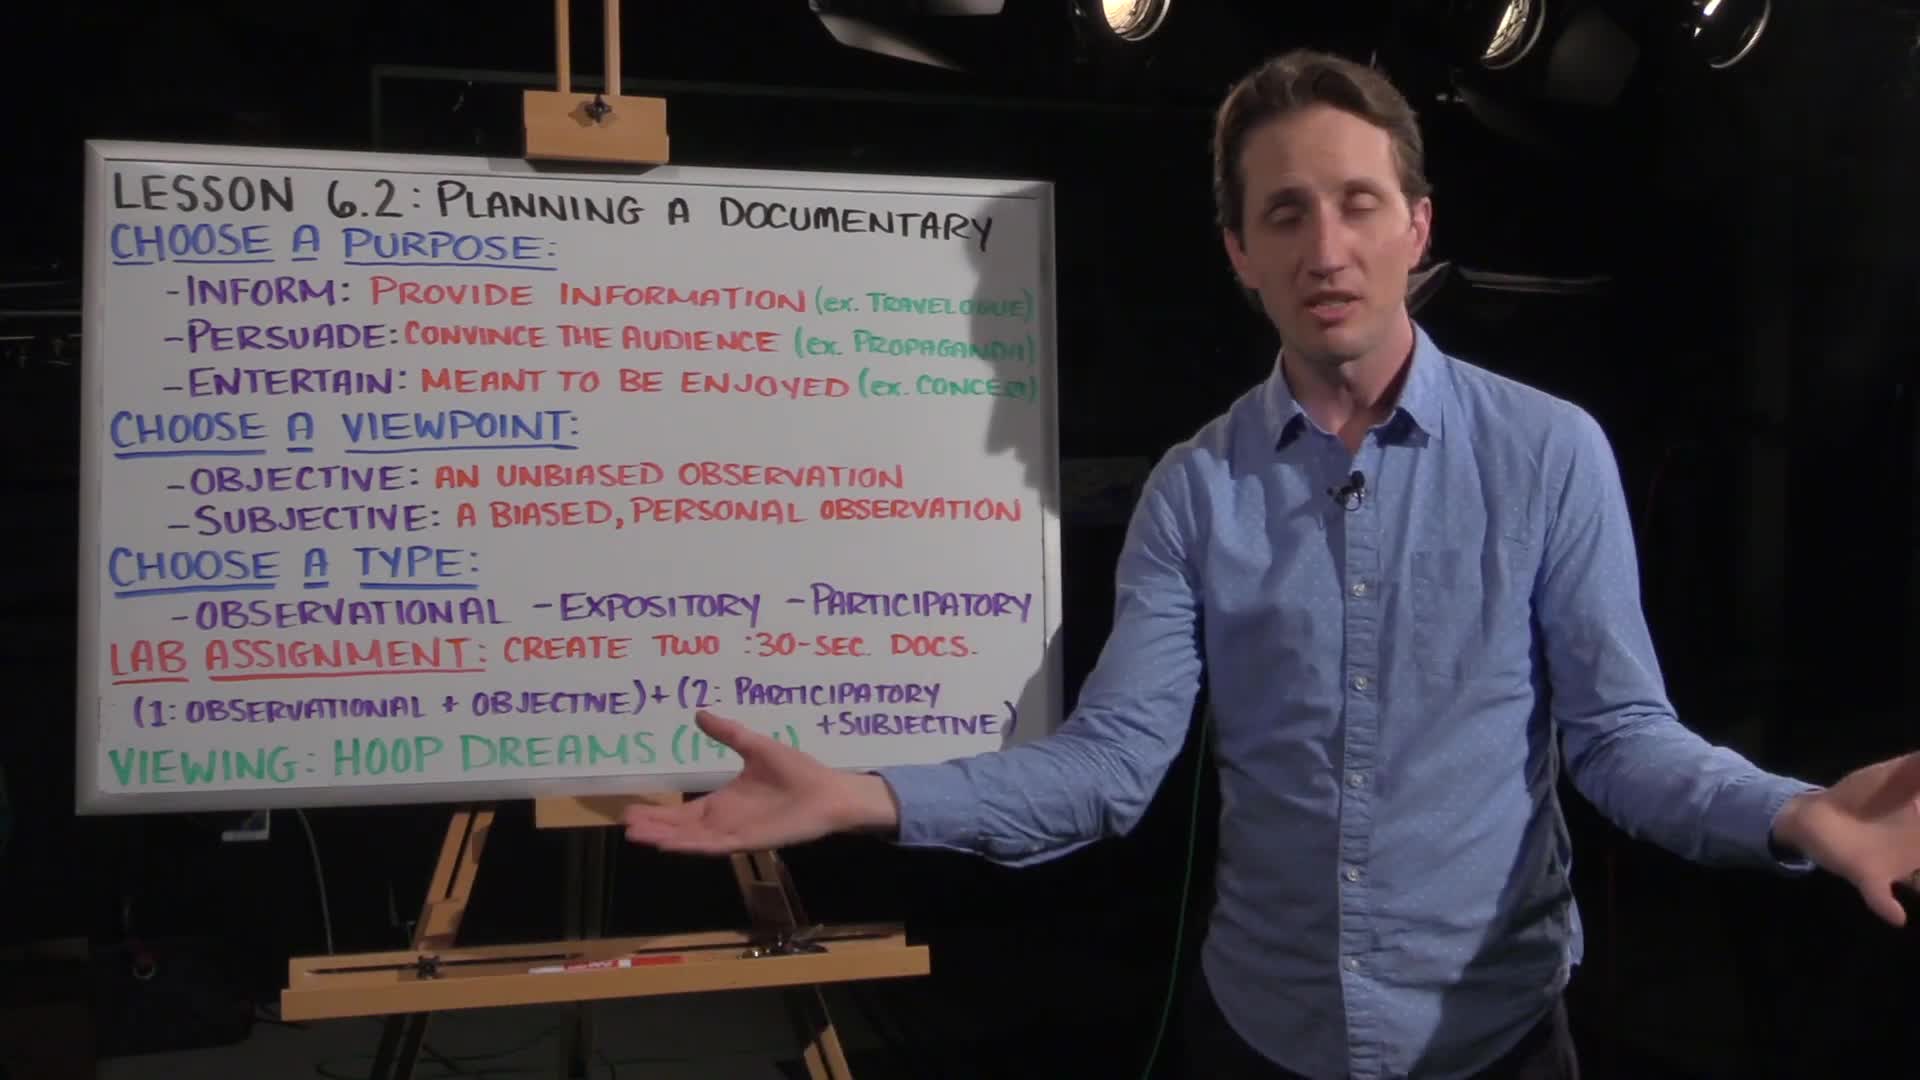 LESSON 6.2: PLANNING A DOCUMENTARY
CHOOSE A PURPOSE:
-INFORM: PROVIDE INFORMATION (ex. TRAVELOGUE)
-PERSUADE: CONVINCE THE AUDIENCE (ex. PROPAGANDA)
-ENTERTAIN: MEANT TO BE ENJOYED (ex. CONCERT)
CHOOSE A VIEWPOINT:
-OBJECTIVE: AN UNBIASED OBSERVATION
-SUBJECTIVE: A BIASED, PERSONAL OBSERVATION
CHOOSE A TYPE:
-OBSERVATIONAL -EXPOSITORY -PARTICIPATORY
LAB ASSIGNMENT: CREATE TWO :30-SEC. DOCS.
(1: OBSERVATIONAL + OBJECTIVE) + (2: PARTICIPATORY
+SUBJECTIVE)
VIEWING: HOOP DREAMS